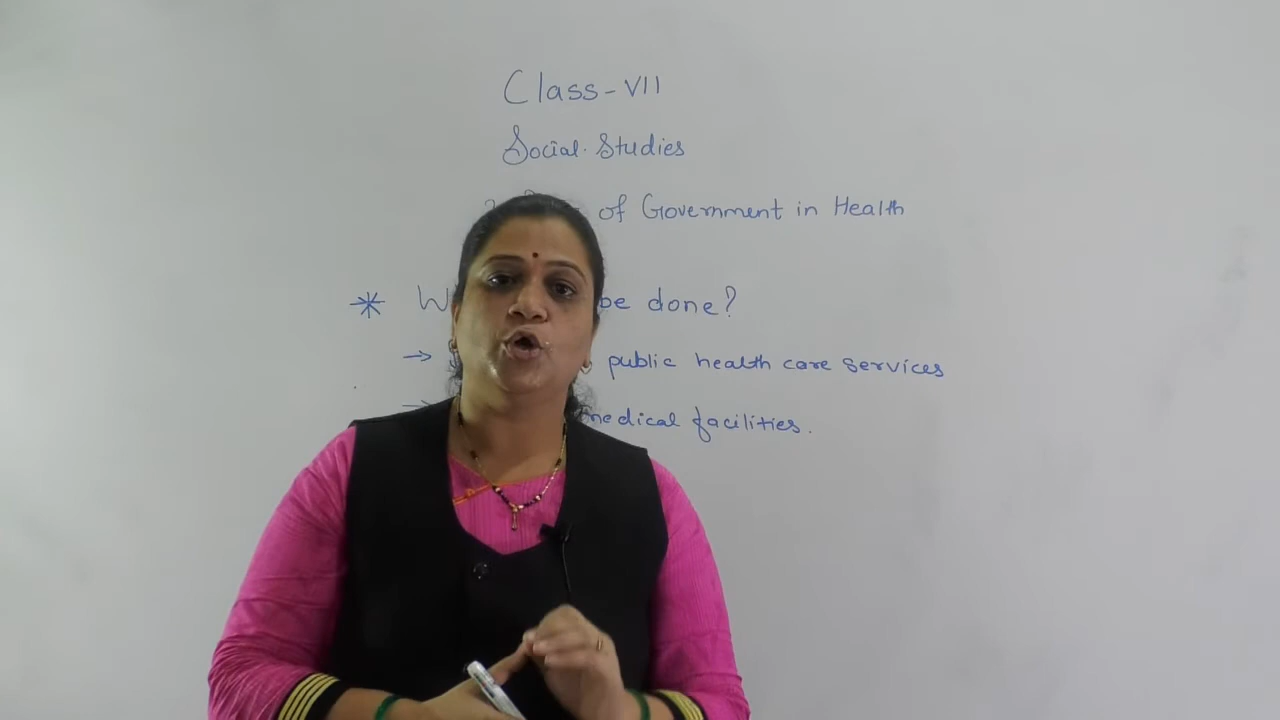 Class-VII
Social Studies
of Government in Health
* be done?
→ public health care services
→ medical facilities.